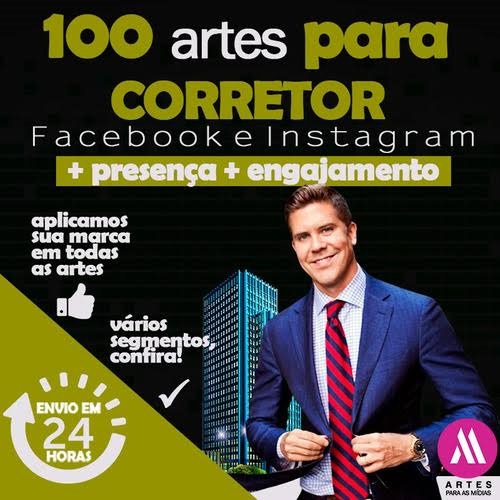 100 artes para
CORRETOR
Facebook e Instagram
+ presença + engajamento
aplicamos
sua marca
em todas
as artes
vários
segmentos,
confira!
ENVIO EM
24
HORAS
ARTES
PARA AS MÍDIAS